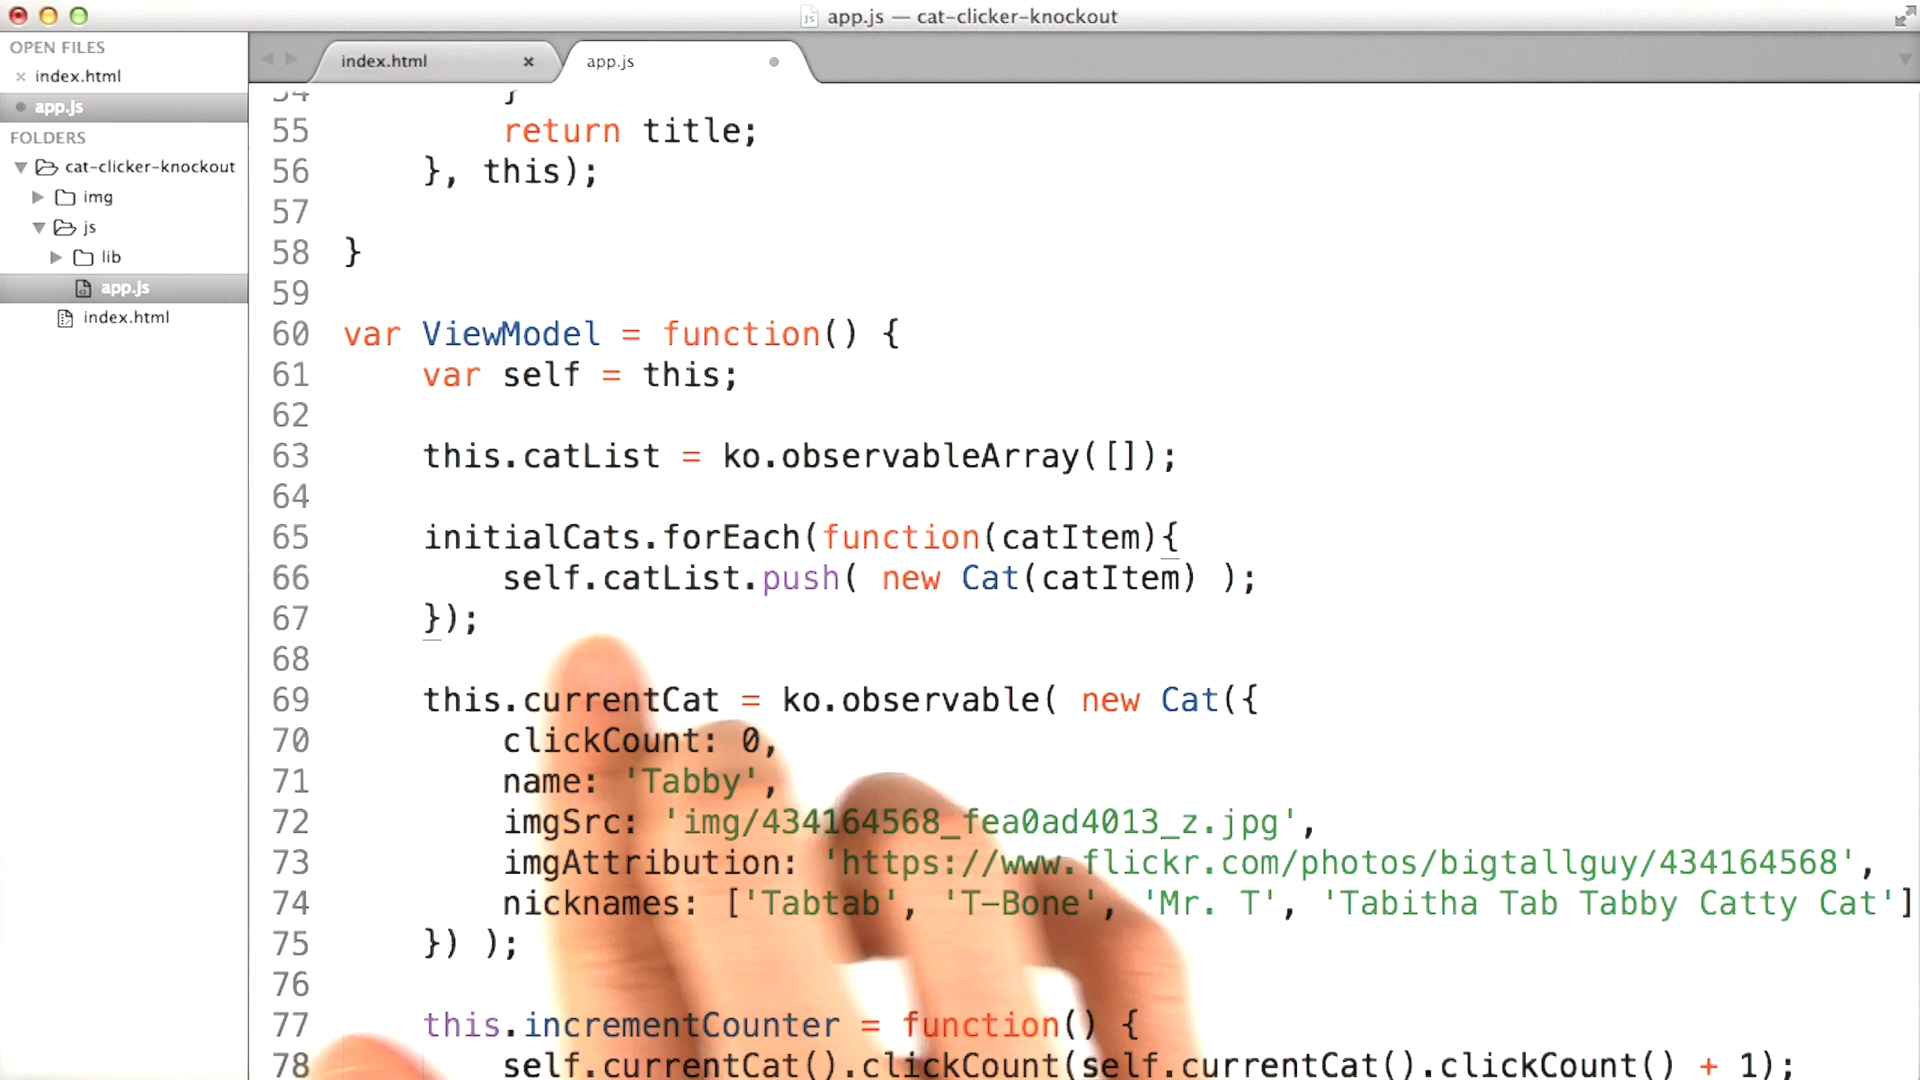 app.js — cat-clicker-knockout
OPEN FILES
index.html
app.js
FOLDERS
cat-clicker-knockout
img
js
lib
app.js
index.html
index.html
app.js
54 }
55 return title;
56 }, this);
57
58 }
59
60 var ViewModel = function() {
61 var self = this;
62
63 this.catList = ko.observableArray([]);
64
65 initialCats.forEach(function(catItem){
66 self.catList.push( new Cat(catItem) );
67 });
68
69 this.currentCat = ko.observable( new Cat({
70 clickCount: 0,
71 name: 'Tabby',
72 imgSrc: 'img/434164568_fea0ad4013_z.jpg',
73 imgAttribution: 'https://www.flickr.com/photos/bigtallguy/434164568',
74 nicknames: ['Tabtab', 'T-Bone', 'Mr. T', 'Tabitha Tab Tabby Catty Cat']
75 }) );
76
77 this.incrementCounter = function() {
78 self.currentCat().clickCount(self.currentCat().clickCount() + 1);